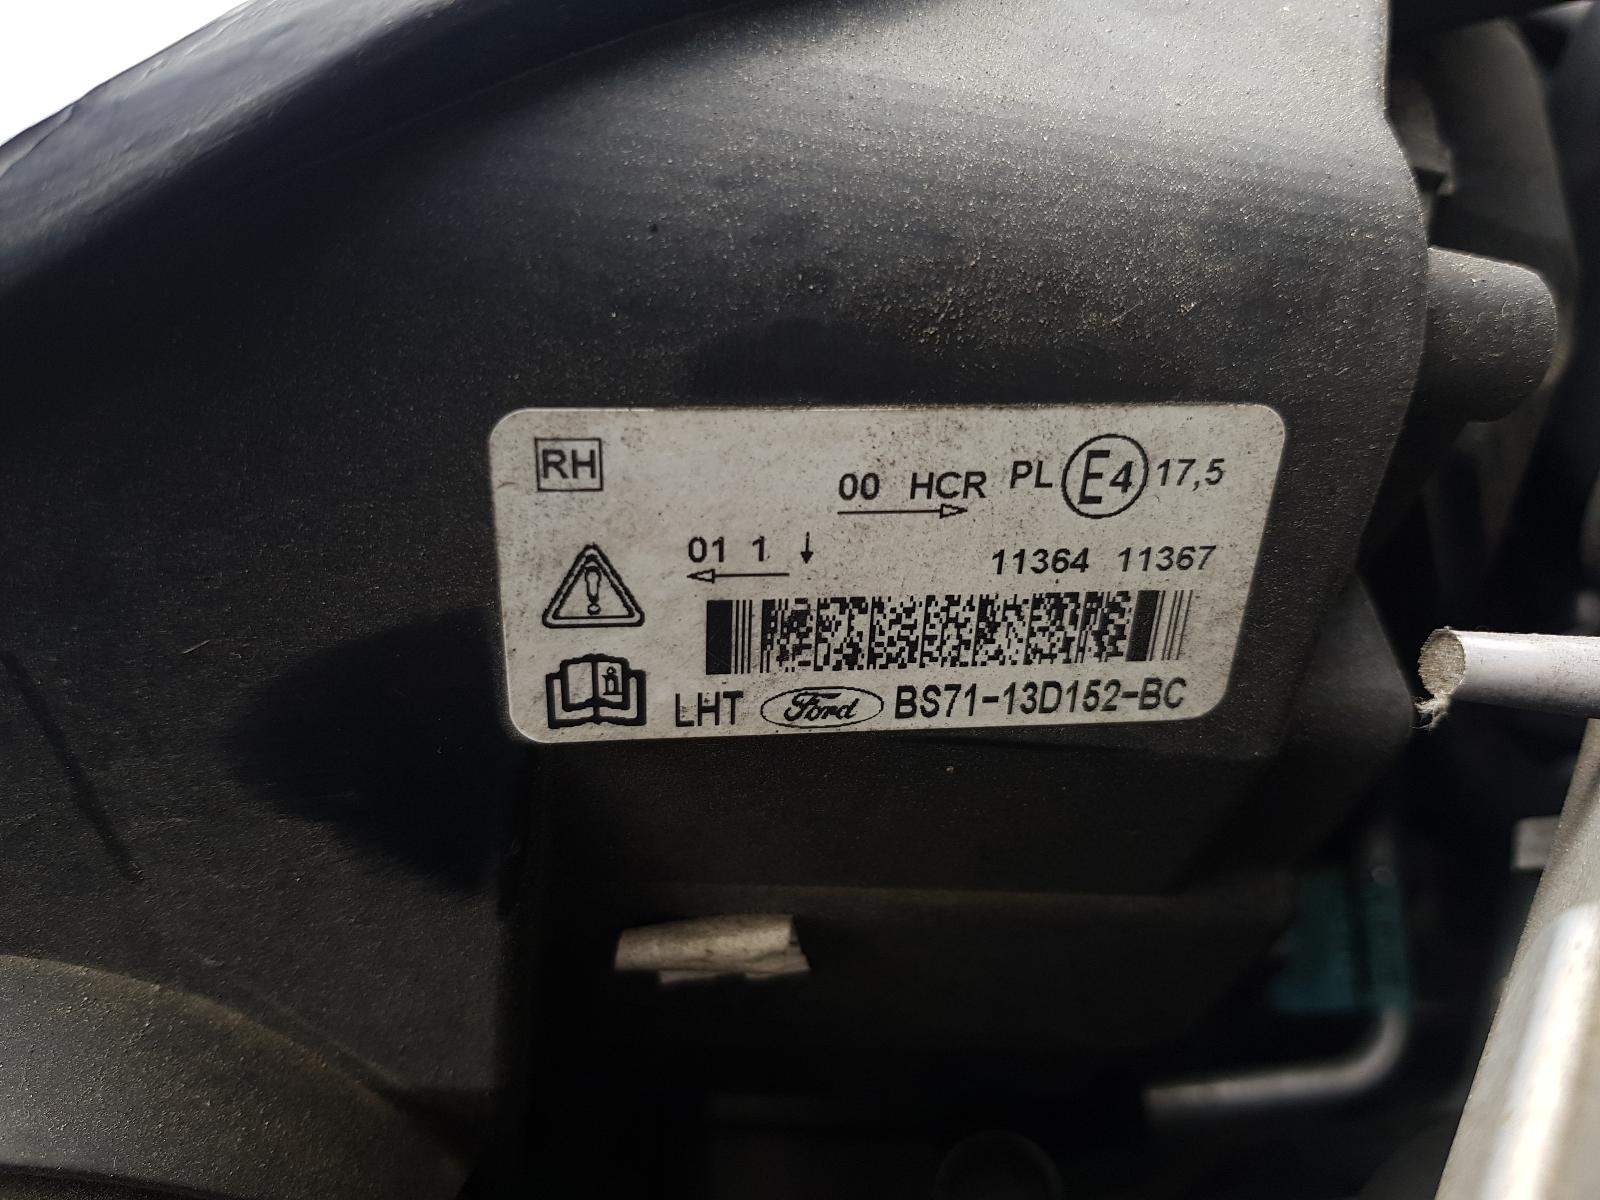 RH
00 HCR PL E4 17,5
01 1 ↓
11364 11367
LHT Ford BS71-13D152-BC